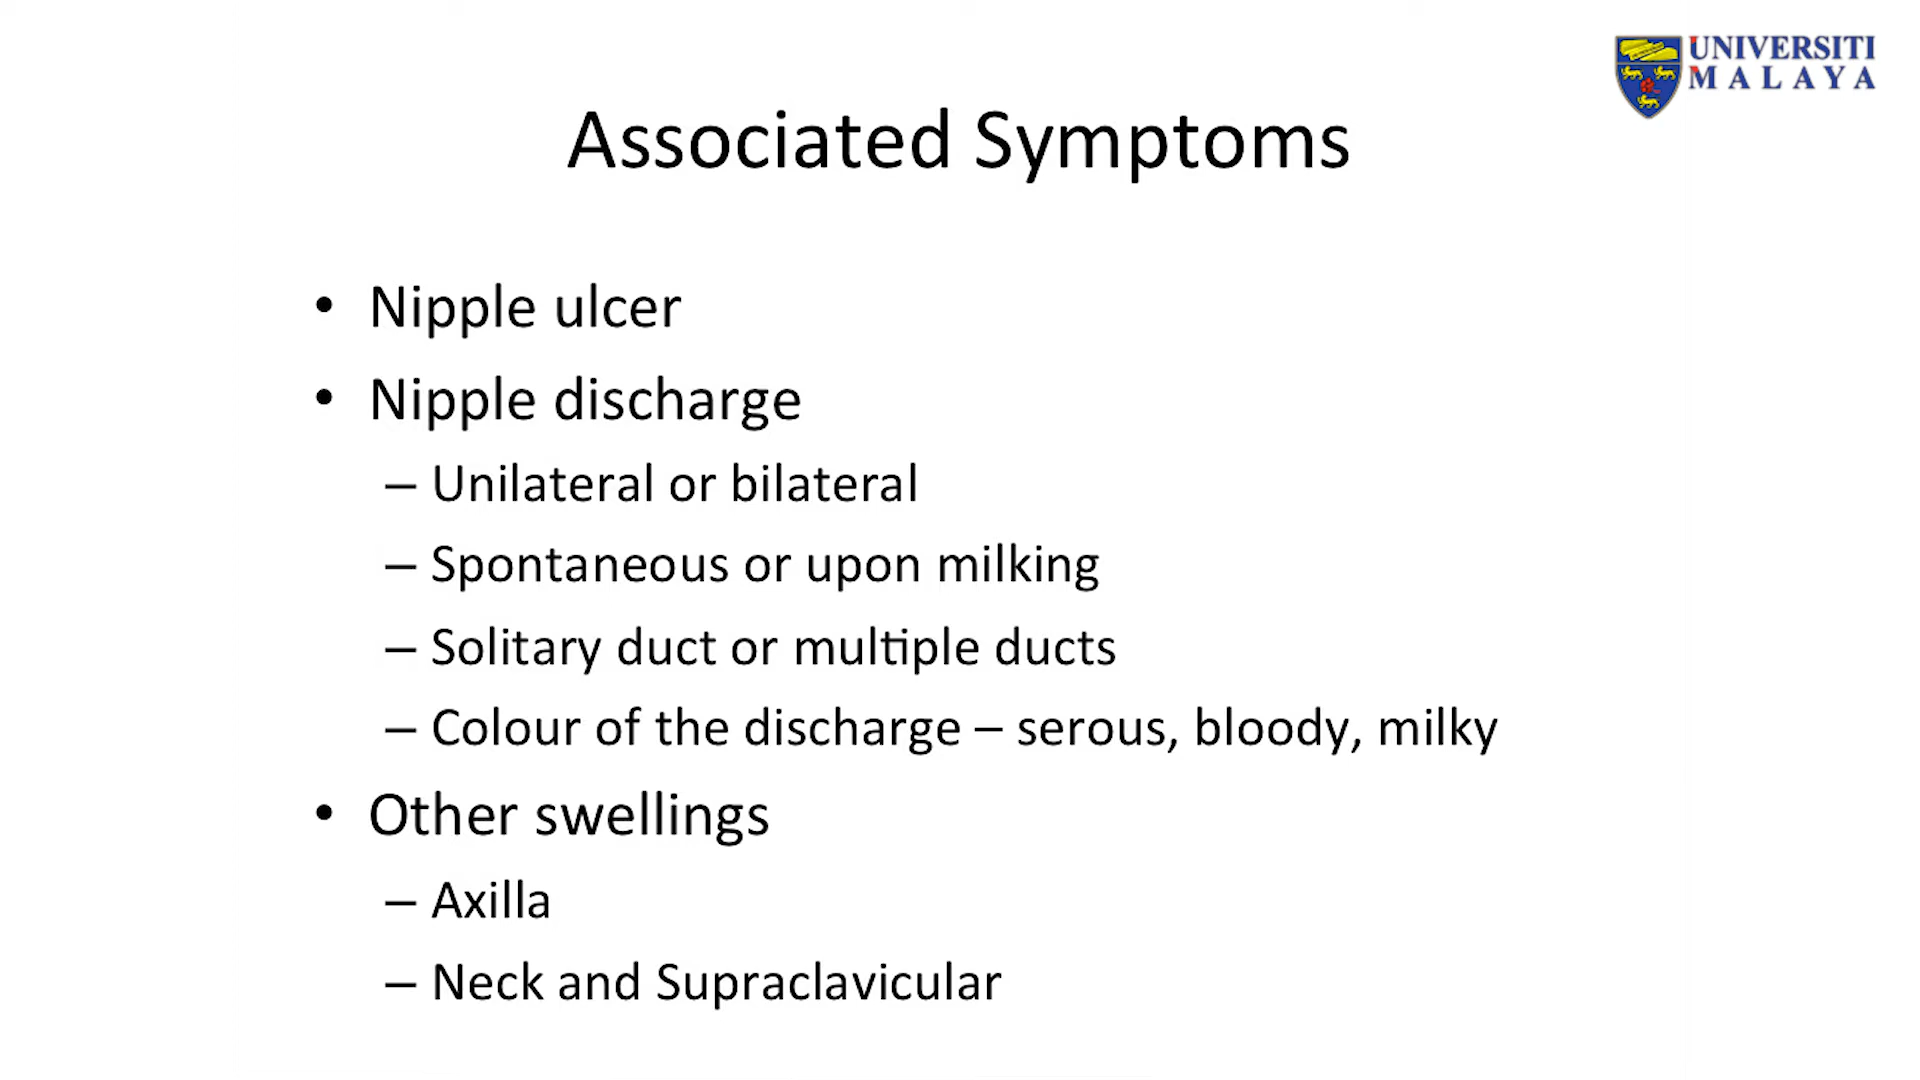 UNIVERSITI
MALAYA
Associated Symptoms
• Nipple ulcer
• Nipple discharge
– Unilateral or bilateral
– Spontaneous or upon milking
– Solitary duct or multiple ducts
– Colour of the discharge – serous, bloody, milky
• Other swellings
– Axilla
– Neck and Supraclavicular